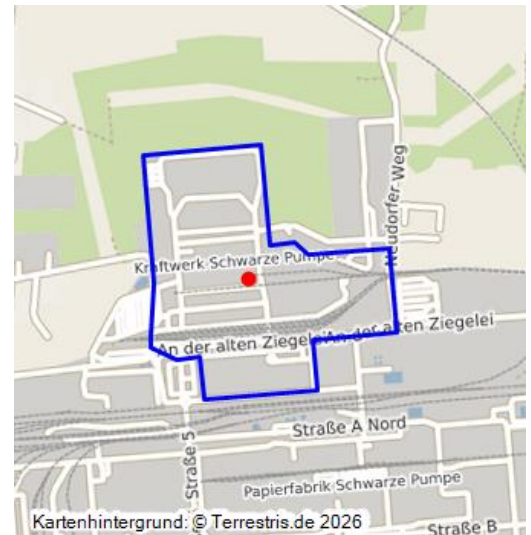 Neudorfer Weg
Kraftwerk Schwarze Pumpe
An der alten Ziegelei
An der alten Ziegelei
Straße 5
Straße A Nord
Papierfabrik Schwarze Pumpe
Straße B
Kartenhintergrund: © Terrestris.de 2026